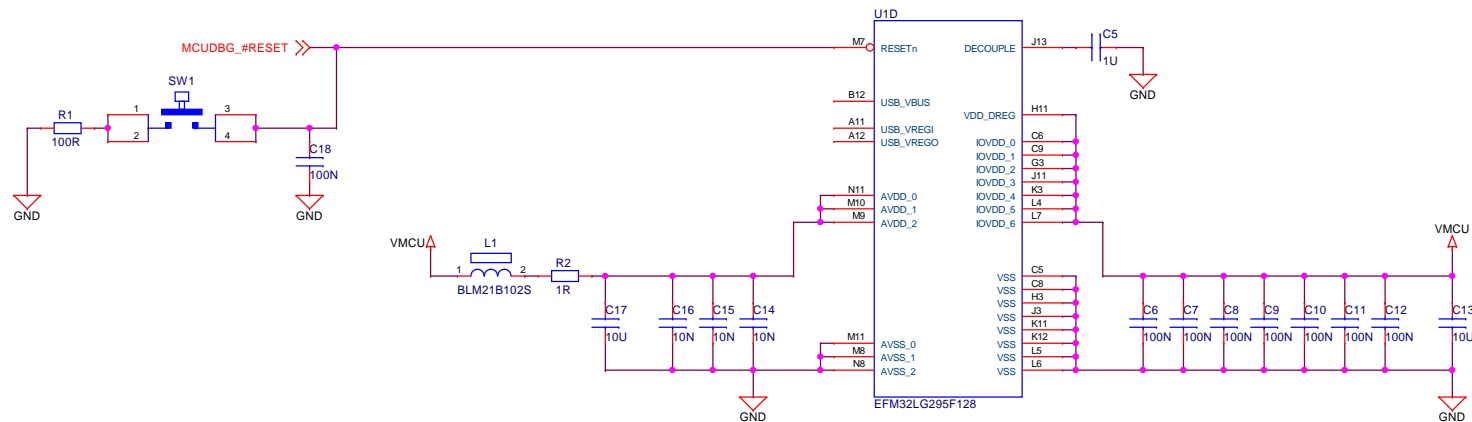 U1D
MCUDBG_#RESET
M7
RESETn
DECOUPLE
J13
C5
1U
GND
SW1
R1
100R
1
2
3
4
C18
100N
GND
GND
B12
USB_VBUS
A11
USB_VREGI
A12
USB_VREGO
VDD_DREG
H11
IOVDD_0
C6
IOVDD_1
C9
IOVDD_2
G3
IOVDD_3
J11
IOVDD_4
K3
IOVDD_5
L4
IOVDD_6
L7
N11
AVDD_0
M10
AVDD_1
M9
AVDD_2
VMCU
L1
1
2
BLM21B102S
R2
1R
C17
10U
C16
10N
C15
10N
C14
10N
M11
AVSS_0
M8
AVSS_1
N8
AVSS_2
GND
VSS
C5
VSS
C8
VSS
H3
VSS
J3
VSS
K11
VSS
K12
VSS
L5
VSS
L6
EFM32LG295F128
VMCU
C6
100N
C7
100N
C8
100N
C9
100N
C10
100N
C11
100N
C12
100N
C13
10U
GND